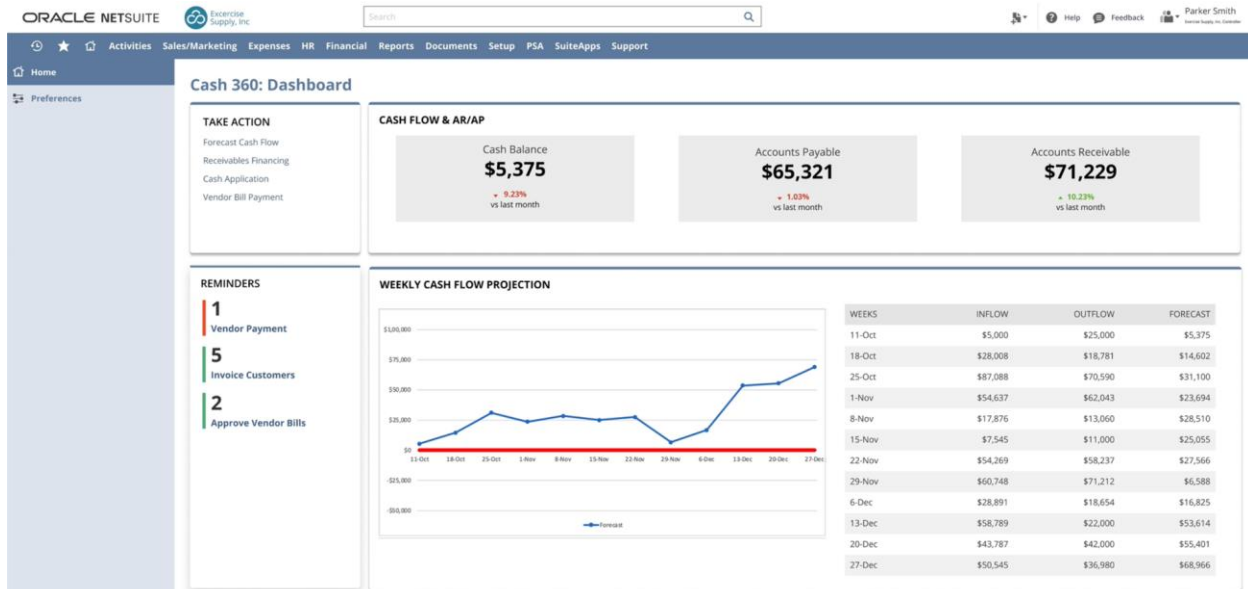 ORACLE NETSUITE
Excercise
Supply, Inc
Search
Help
Feedback
Parker Smith
Exercise Supply, Inc. Controller
Activities Sales/Marketing Expenses HR Financial Reports Documents Setup PSA SuiteApps Support
Home
Preferences
Cash 360: Dashboard
TAKE ACTION
Forecast Cash Flow
Receivables Financing
Cash Application
Vendor Bill Payment
CASH FLOW & AR/AP
Cash Balance
$5,375
9.23%
vs last month
Accounts Payable
$65,321
1.03%
vs last month
Accounts Receivable
$71,229
10.23%
vs last month
REMINDERS
1
Vendor Payment
5
Invoice Customers
2
Approve Vendor Bills
WEEKLY CASH FLOW PROJECTION
$1,00,000
$75,000
$50,000
$25,000
$0
-$25,000
-$50,000
11-Oct 18-Oct 25-Oct 1-Nov 8-Nov 15-Nov 22-Nov 29-Nov 6-Dec 13-Dec 20-Dec 27-Dec
Forecast
WEEKS INFLOW OUTFLOW FORECAST
11-Oct $5,000 $25,000 $5,375
18-Oct $28,008 $18,781 $14,602
25-Oct $87,088 $70,590 $31,100
1-Nov $54,637 $62,043 $23,694
8-Nov $17,876 $13,060 $28,510
15-Nov $7,545 $11,000 $25,055
22-Nov $54,269 $58,237 $27,566
29-Nov $60,748 $71,212 $6,588
6-Dec $28,891 $18,654 $16,825
13-Dec $58,789 $22,000 $53,614
20-Dec $43,787 $42,000 $55,401
27-Dec $50,545 $36,980 $68,966